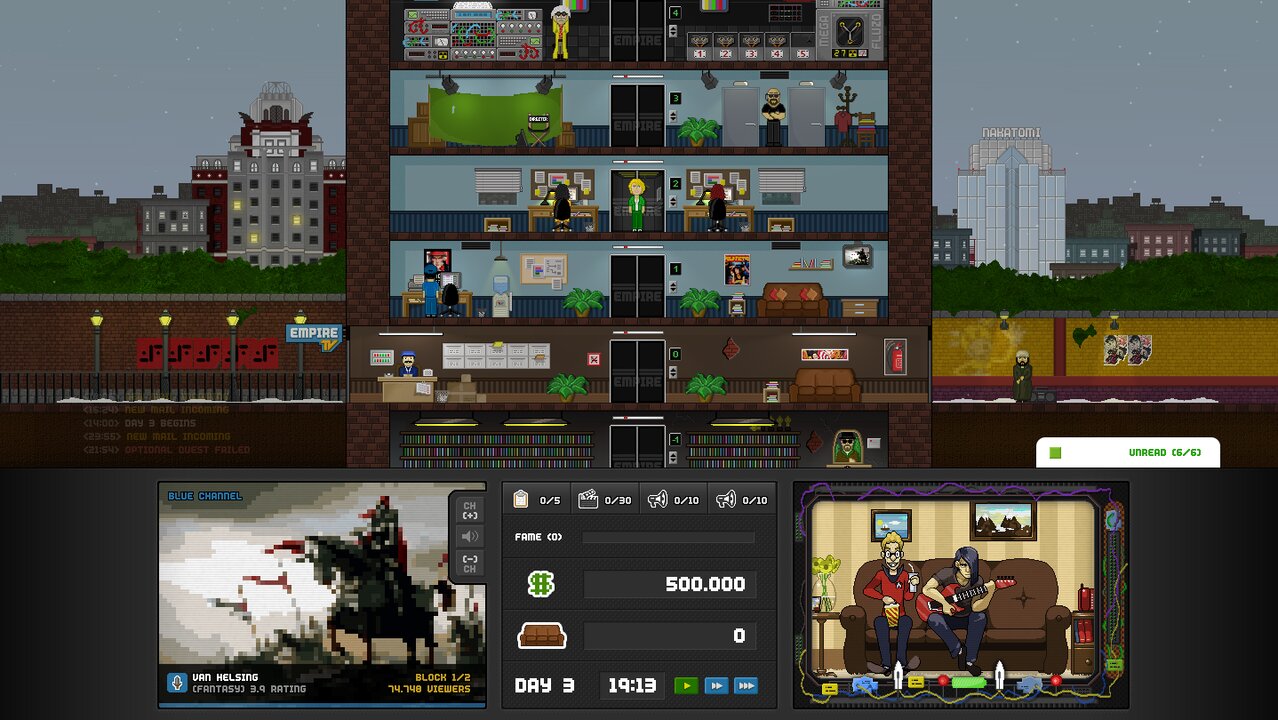 4
EMPIRE
MEGA
FLUZO
:1:
:2:
:3:
:4:
:5:
27
3
DIRECTER
EMPIRE
NAKATOMI
2
EMPIRE
1
EMPIRE
EMPIRE TV
0
EMPIRE
<16:24> NEW MAIL INCOMING
<14:00> DAY 3 BEGINS
<23:55> NEW MAIL INCOMING
<21:54> OPTIONAL QUEST FAILED
-1
UNREAD (6/6)
BLUE CHANNEL
CH
(+)
(-)
CH
VAN HELSING
(FANTASY) 3.9 RATING
BLOCK 1/2
74.748 VIEWERS
0/5
0/30
0/10
0/10
FAME (0)
500.000
0
DAY 3
19:13